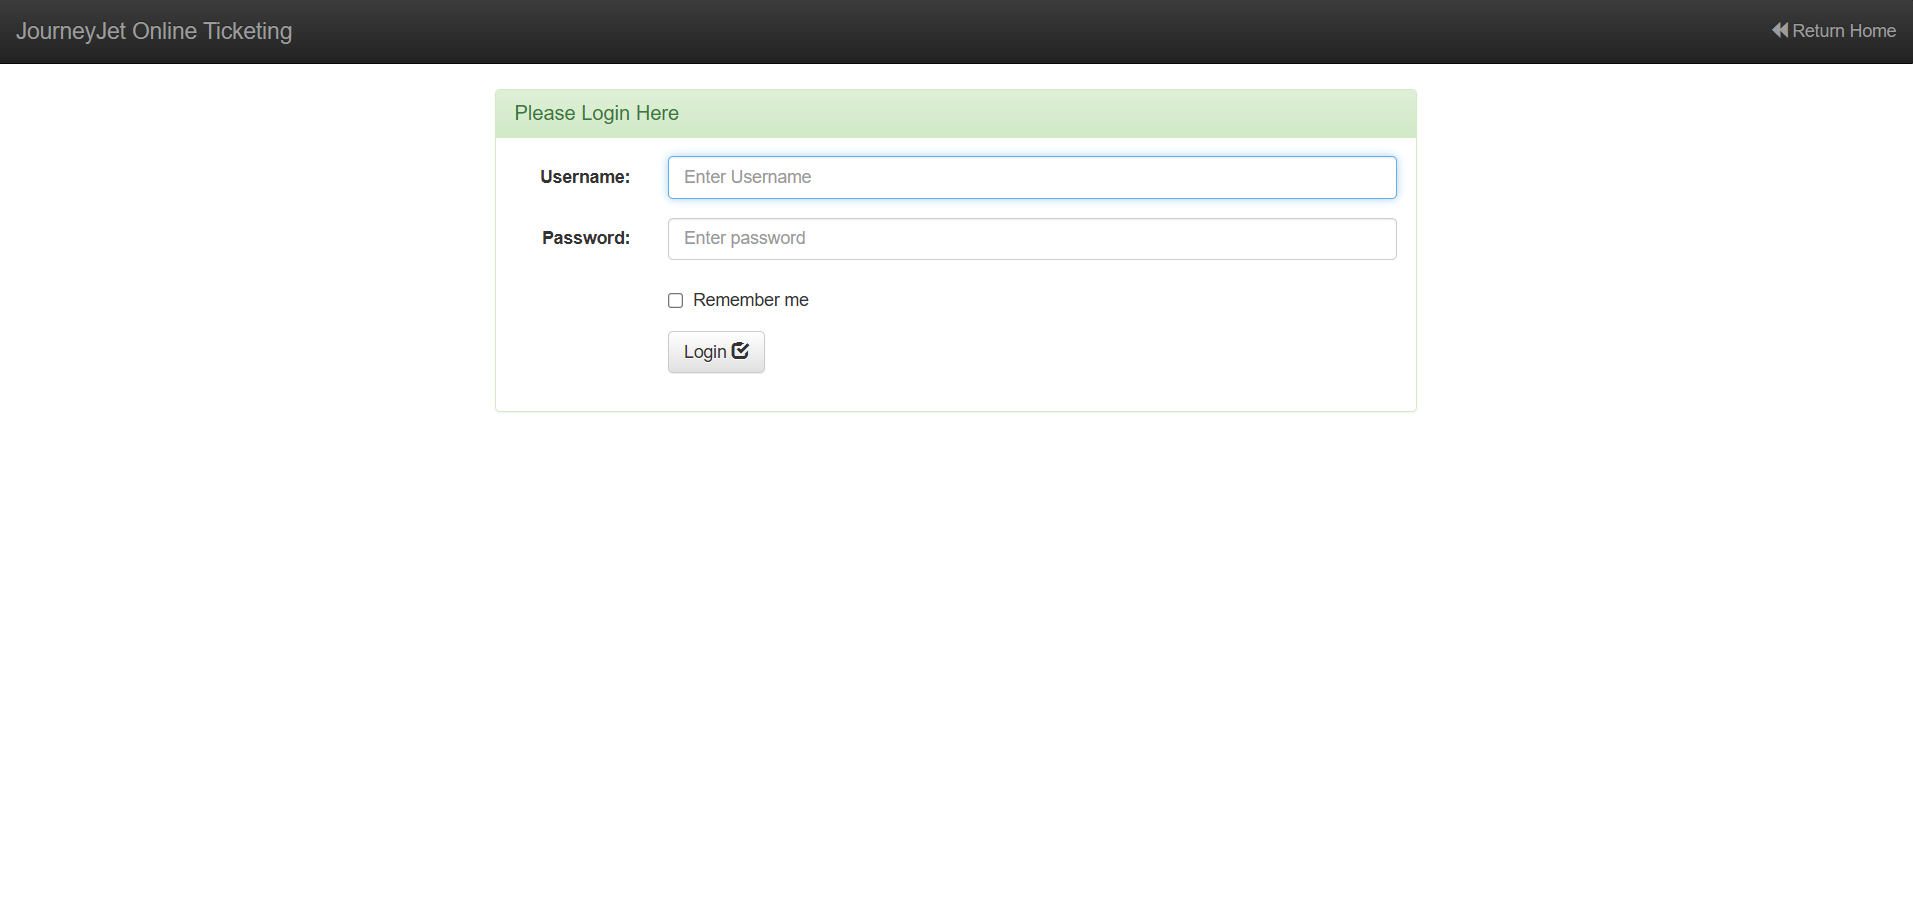 JourneyJet Online Ticketing
Return Home
Please Login Here
Username:
Enter Username
Password:
Enter password
Remember me
Login